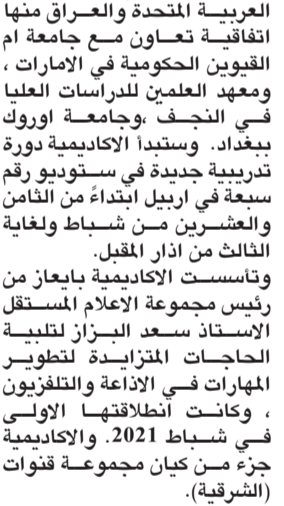 العربية المتحدة والعراق منها
اتفاقية تعاون مع جامعة ام
القيوين الحكومية في الامارات ،
ومعهد العلمين للدراسات العليا
في النجف ،وجامعة اوروك
ببغداد. وستبدأ الاكاديمية دورة
تدريبية جديدة في ستوديو رقم
سبعة في اربيل ابتداءً من الثامن
والعشرين من شباط ولغاية
الثالث من اذار المقبل.
وتأسست الاكاديمية بايعاز من
رئيس مجموعة الاعلام المستقل
الاستاذ سعد البزاز لتلبية
الحاجات المتزايدة لتطوير
المهارات في الاذاعة والتلفزيون
، وكانت انطلاقتها الاولى
في شباط 2021. والاكاديمية
جزء من كيان مجموعة قنوات
(الشرقية).